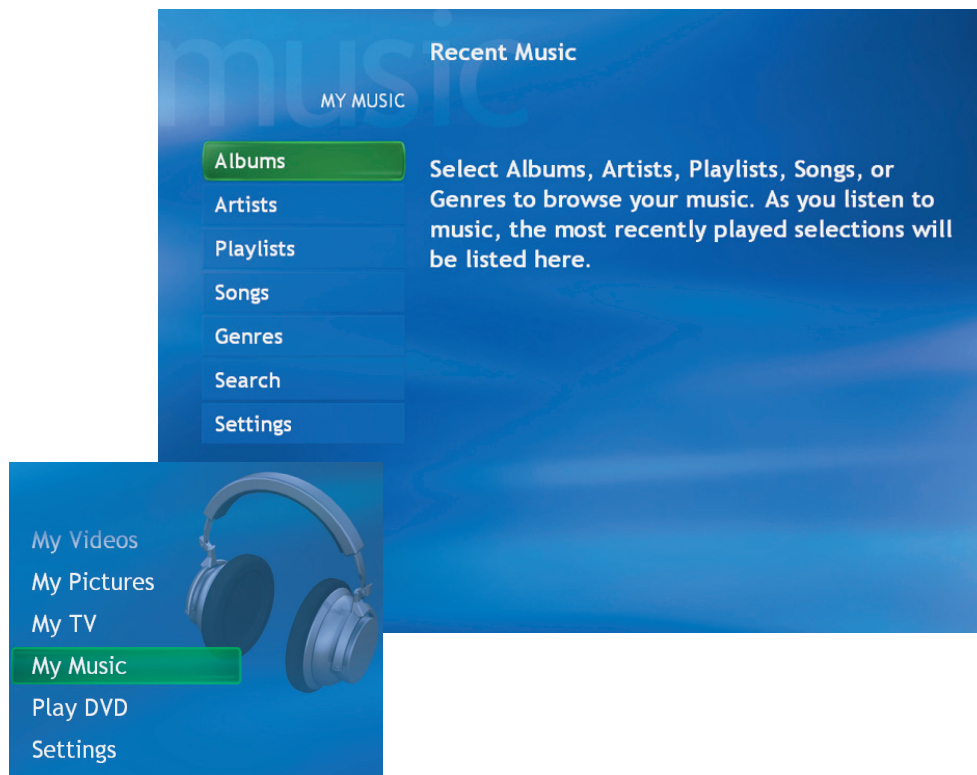 music
Recent Music
MY MUSIC
Albums
Artists
Playlists
Songs
Genres
Search
Settings
Select Albums, Artists, Playlists, Songs, or
Genres to browse your music. As you listen to
music, the most recently played selections will
be listed here.
My Videos
My Pictures
My TV
My Music
Play DVD
Settings